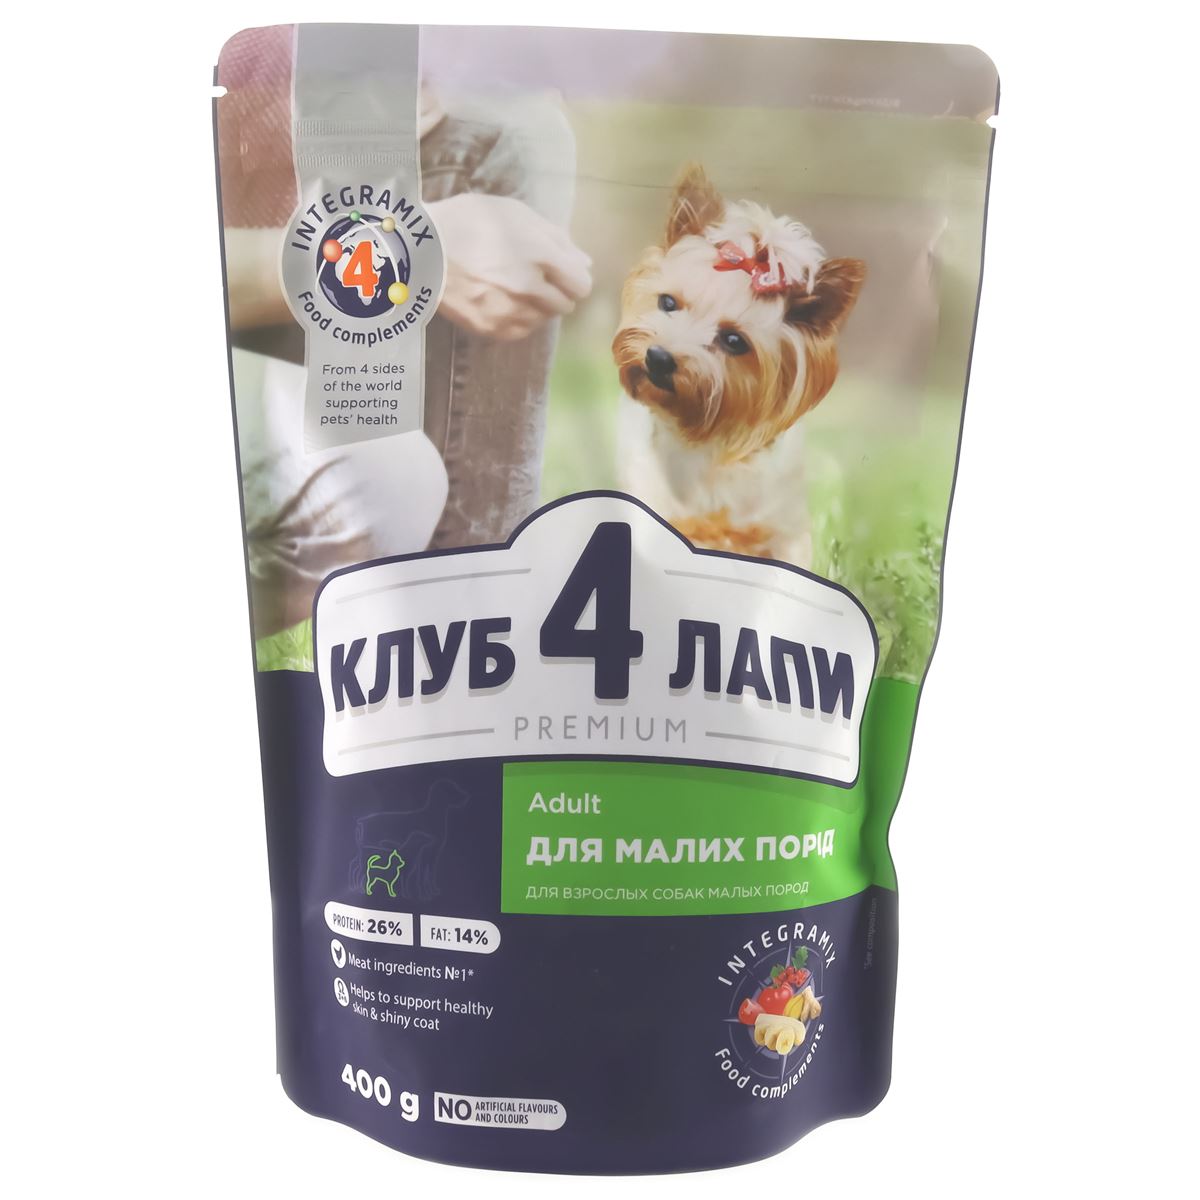 INTEGRAMIX
4
Food complements
From 4 sides
of the world
supporting
pets' health
КЛУБ 4 ЛАПИ
PREMIUM
Adult
ДЛЯ МАЛИХ ПОРІД
ДЛЯ ВЗРОСЛЫХ СОБАК МАЛЫХ ПОРОД
PROTEIN: 26%
FAT: 14%
Meat ingredients №1*
Helps to support healthy
skin & shiny coat
400 g
NO ARTIFICIAL FLAVOURS
AND COLOURS
INTEGRAMIX
Food complements
*See composition